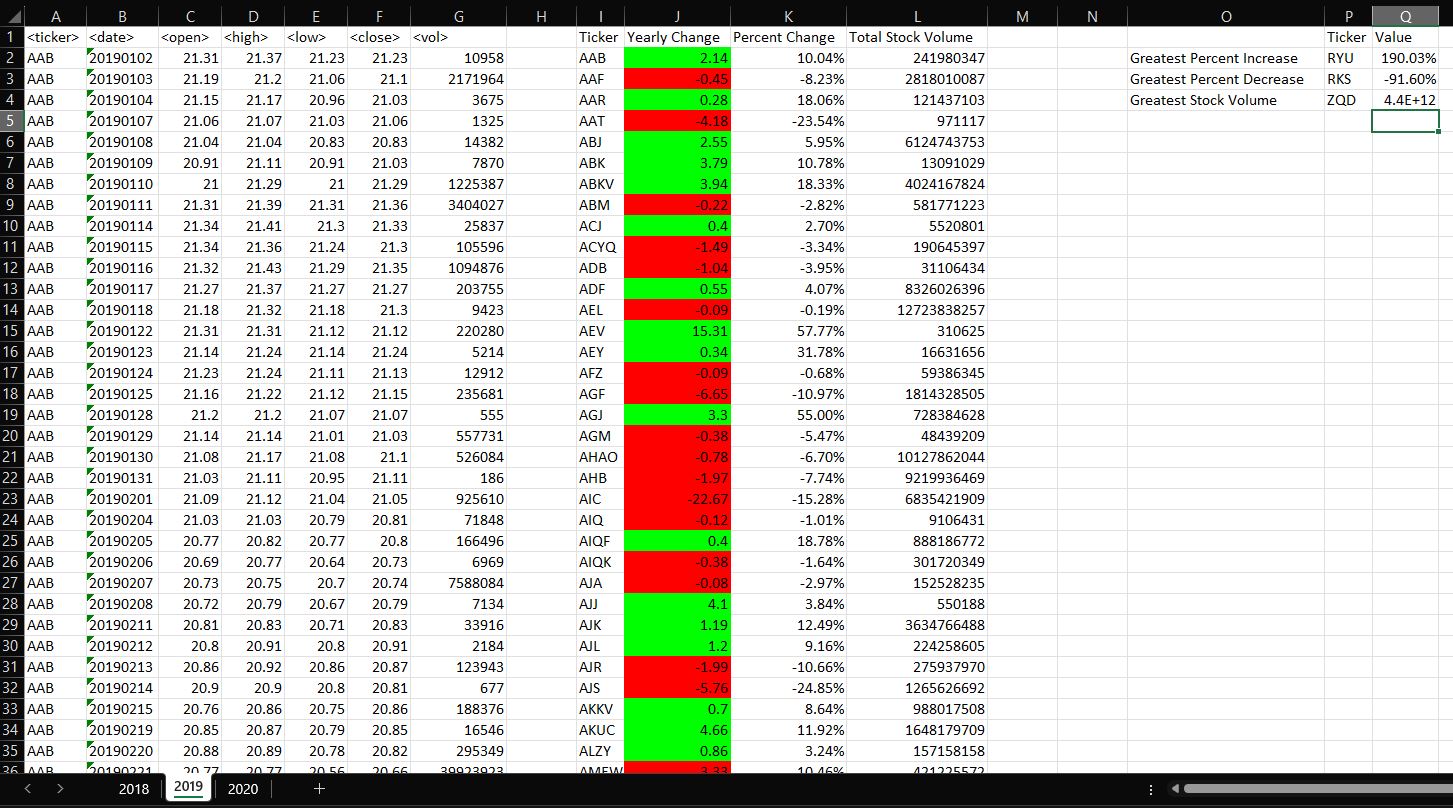 A B C D E F G H I J K L M N O P Q
1 <ticker> <date> <open> <high> <low> <close> <vol> Ticker Yearly Change Percent Change Total Stock Volume Ticker Value
2 AAB 20190102 21.31 21.37 21.23 21.23 10958 AAB 2.14 10.04% 241980347 Greatest Percent Increase RYU 190.03%
3 AAB 20190103 21.19 21.2 21.06 21.1 2171964 AAF -0.45 -8.23% 2818010087 Greatest Percent Decrease RKS -91.60%
4 AAB 20190104 21.15 21.17 20.96 21.03 3675 AAR 0.28 18.06% 121437103 Greatest Stock Volume ZQD 4.4E+12
5 AAB 20190107 21.06 21.07 21.03 21.06 1325 AAT -4.18 -23.54% 971117
6 AAB 20190108 21.04 21.04 20.83 20.83 14382 ABJ 2.55 5.95% 6124743753
7 AAB 20190109 20.91 21.11 20.91 21.03 7870 ABK 3.79 10.78% 13091029
8 AAB 20190110 21 21.29 21 21.29 1225387 ABKV 3.94 18.33% 4024167824
9 AAB 20190111 21.31 21.39 21.31 21.36 3404027 ABM -0.22 -2.82% 581771223
10 AAB 20190114 21.34 21.41 21.3 21.33 25837 ACJ 0.4 2.70% 5520801
11 AAB 20190115 21.34 21.36 21.24 21.3 105596 ACYQ -1.49 -3.34% 190645397
12 AAB 20190116 21.32 21.43 21.29 21.35 1094876 ADB -1.04 -3.95% 31106434
13 AAB 20190117 21.27 21.37 21.27 21.27 203755 ADF 0.55 4.07% 8326026396
14 AAB 20190118 21.18 21.32 21.18 21.3 9423 AEL -0.09 -0.19% 12723838257
15 AAB 20190122 21.31 21.31 21.12 21.12 220280 AEV 15.31 57.77% 310625
16 AAB 20190123 21.14 21.24 21.14 21.24 5214 AEY 0.34 31.78% 16631656
17 AAB 20190124 21.23 21.24 21.11 21.13 12912 AFZ -0.09 -0.68% 59386345
18 AAB 20190125 21.16 21.22 21.12 21.15 235681 AGF -6.65 -10.97% 1814328505
19 AAB 20190128 21.2 21.2 21.07 21.07 555 AGJ 3.3 55.00% 728384628
20 AAB 20190129 21.14 21.14 21.01 21.03 557731 AGM -0.38 -5.47% 48439209
21 AAB 20190130 21.08 21.17 21.08 21.1 526084 AHAO -0.78 -6.70% 10127862044
22 AAB 20190131 21.03 21.11 20.95 21.11 186 AHB -1.97 -7.74% 9219936469
23 AAB 20190201 21.09 21.12 21.04 21.05 925610 AIC -22.67 -15.28% 6835421909
24 AAB 20190204 21.03 21.03 20.79 20.81 71848 AIQ -0.12 -1.01% 9106431
25 AAB 20190205 20.77 20.82 20.77 20.8 166496 AIQF 0.4 18.78% 888186772
26 AAB 20190206 20.69 20.77 20.64 20.73 6969 AIQK -0.38 -1.64% 301720349
27 AAB 20190207 20.73 20.75 20.7 20.74 7588084 AJA -0.08 -2.97% 152528235
28 AAB 20190208 20.72 20.79 20.67 20.79 7134 AJJ 4.1 3.84% 550188
29 AAB 20190211 20.81 20.83 20.71 20.83 33916 AJK 1.19 12.49% 3634766488
30 AAB 20190212 20.8 20.91 20.8 20.91 2184 AJL 1.2 9.16% 224258605
31 AAB 20190213 20.86 20.92 20.86 20.87 123943 AJR -1.99 -10.66% 275937970
32 AAB 20190214 20.9 20.9 20.8 20.81 677 AJS -5.76 -24.85% 1265626692
33 AAB 20190215 20.76 20.86 20.75 20.86 188376 AKKV 0.7 8.64% 988017508
34 AAB 20190219 20.85 20.87 20.79 20.85 16546 AKUC 4.66 11.92% 1648179709
35 AAB 20190220 20.88 20.89 20.78 20.82 295349 ALZY 0.86 3.24% 157158158
36 AAB 20190221 20.77 20.77 20.56 20.66 39923923 AMEW 10.46% 421225572
2018 2019 2020 +